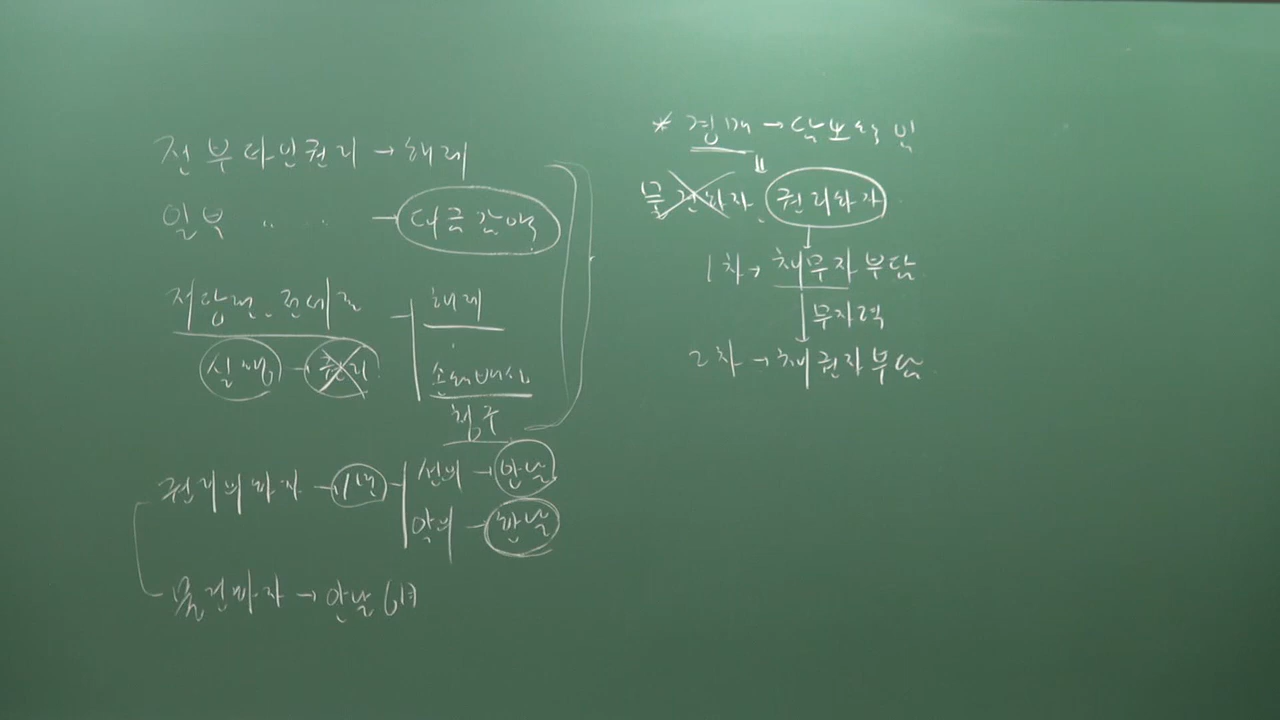 전부타인권리 → 해제
일부 〃 〃 → 대금감액
저당권, 전세권
해제
실행 → 권리
손해배상
청구
권리의하자 → 1년
선의 → 안날
악의 → 한날
물건하자 → 안날 6月
* 경매 → 담보책임
물건하자, 권리하자
1차 → 채무자부담
무자력
2차 → 채권자부담